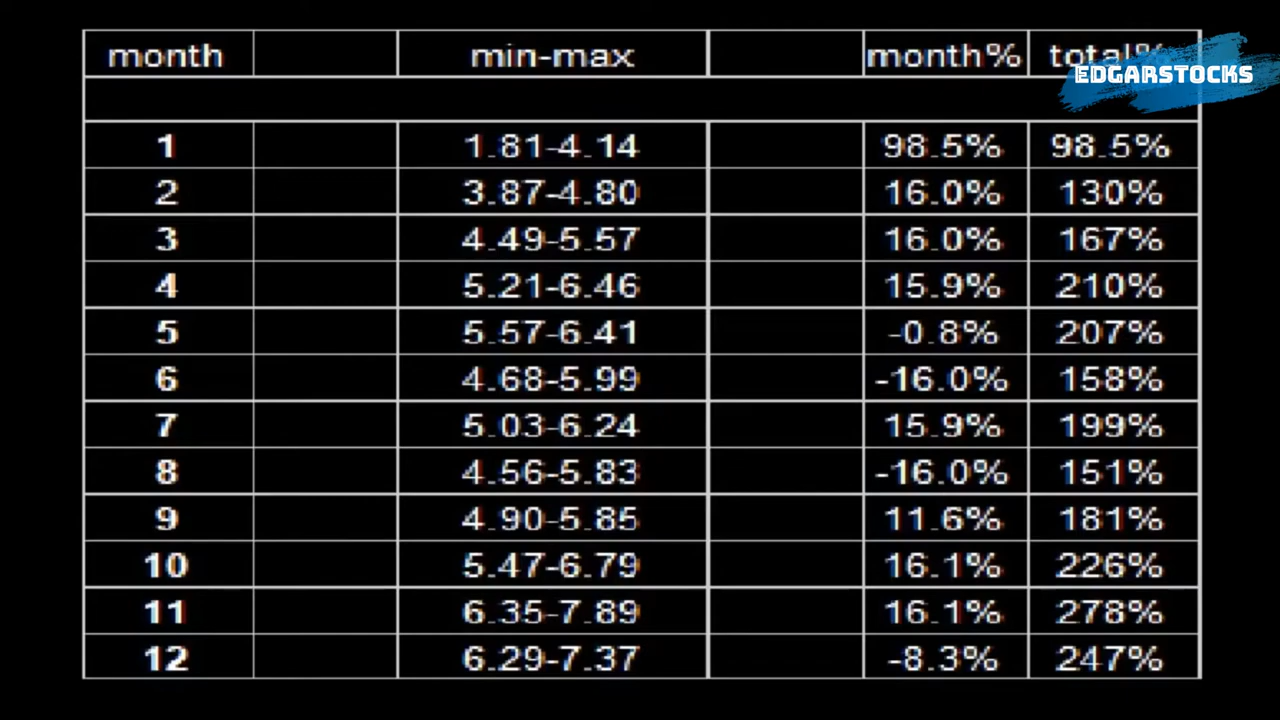 month min-max month% total%
EDGARSTOCKS
1 1.81-4.14 98.5% 98.5%
2 3.87-4.80 16.0% 130%
3 4.49-5.57 16.0% 167%
4 5.21-6.46 15.9% 210%
5 5.57-6.41 -0.8% 207%
6 4.68-5.99 -16.0% 158%
7 5.03-6.24 15.9% 199%
8 4.56-5.83 -16.0% 151%
9 4.90-5.85 11.6% 181%
10 5.47-6.79 16.1% 226%
11 6.35-7.89 16.1% 278%
12 6.29-7.37 -8.3% 247%